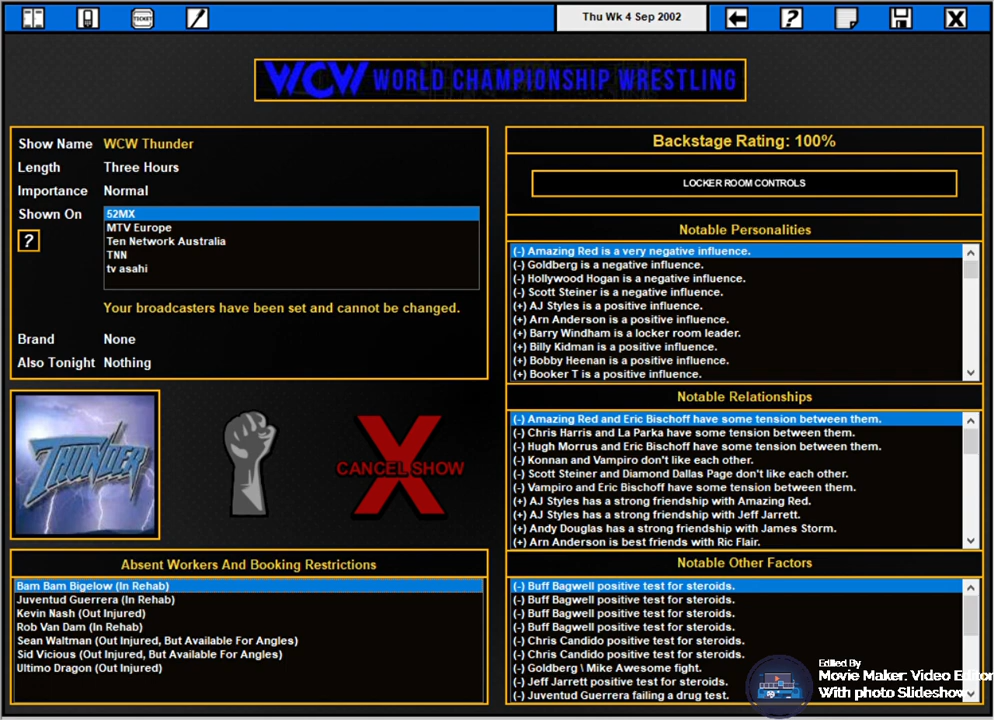 TICKET
Thu Wk 4 Sep 2002
?
X
WCW WORLD CHAMPIONSHIP WRESTLING
Show Name WCW Thunder
Length Three Hours
Importance Normal
Shown On 52MX
MTV Europe
Ten Network Australia
TNN
tv asahi
?
Your broadcasters have been set and cannot be changed.
Brand None
Also Tonight Nothing
THUNDER
CANCEL SHOW
Absent Workers And Booking Restrictions
Bam Bam Bigelow (In Rehab)
Juventud Guerrera (In Rehab)
Kevin Nash (Out Injured)
Rob Van Dam (In Rehab)
Sean Waltman (Out Injured, But Available For Angles)
Sid Vicious (Out Injured, But Available For Angles)
Ultimo Dragon (Out Injured)
Backstage Rating: 100%
LOCKER ROOM CONTROLS
Notable Personalities
(-) Amazing Red is a very negative influence.
(-) Goldberg is a negative influence.
(-) Hollywood Hogan is a negative influence.
(-) Scott Steiner is a negative influence.
(+) AJ Styles is a positive influence.
(+) Arn Anderson is a positive influence.
(+) Barry Windham is a locker room leader.
(+) Billy Kidman is a positive influence.
(+) Bobby Heenan is a positive influence.
(+) Booker T is a positive influence.
Notable Relationships
(-) Amazing Red and Eric Bischoff have some tension between them.
(-) Chris Harris and La Parka have some tension between them.
(-) Hugh Morrus and Eric Bischoff have some tension between them.
(-) Konnan and Vampiro don't like each other.
(-) Scott Steiner and Diamond Dallas Page don't like each other.
(-) Vampiro and Eric Bischoff have some tension between them.
(+) AJ Styles has a strong friendship with Amazing Red.
(+) AJ Styles has a strong friendship with Jeff Jarrett.
(+) Andy Douglas has a strong friendship with James Storm.
(+) Arn Anderson is best friends with Ric Flair.
Notable Other Factors
(-) Buff Bagwell positive test for steroids.
(-) Buff Bagwell positive test for steroids.
(-) Buff Bagwell positive test for steroids.
(-) Buff Bagwell positive test for steroids.
(-) Chris Candido positive test for steroids.
(-) Chris Candido positive test for steroids.
(-) Goldberg \ Mike Awesome fight.
(-) Jeff Jarrett positive test for steroids.
(-) Juventud Guerrera failing a drug test.
Edited By
Movie Maker: Video Editor
With photo Slideshow